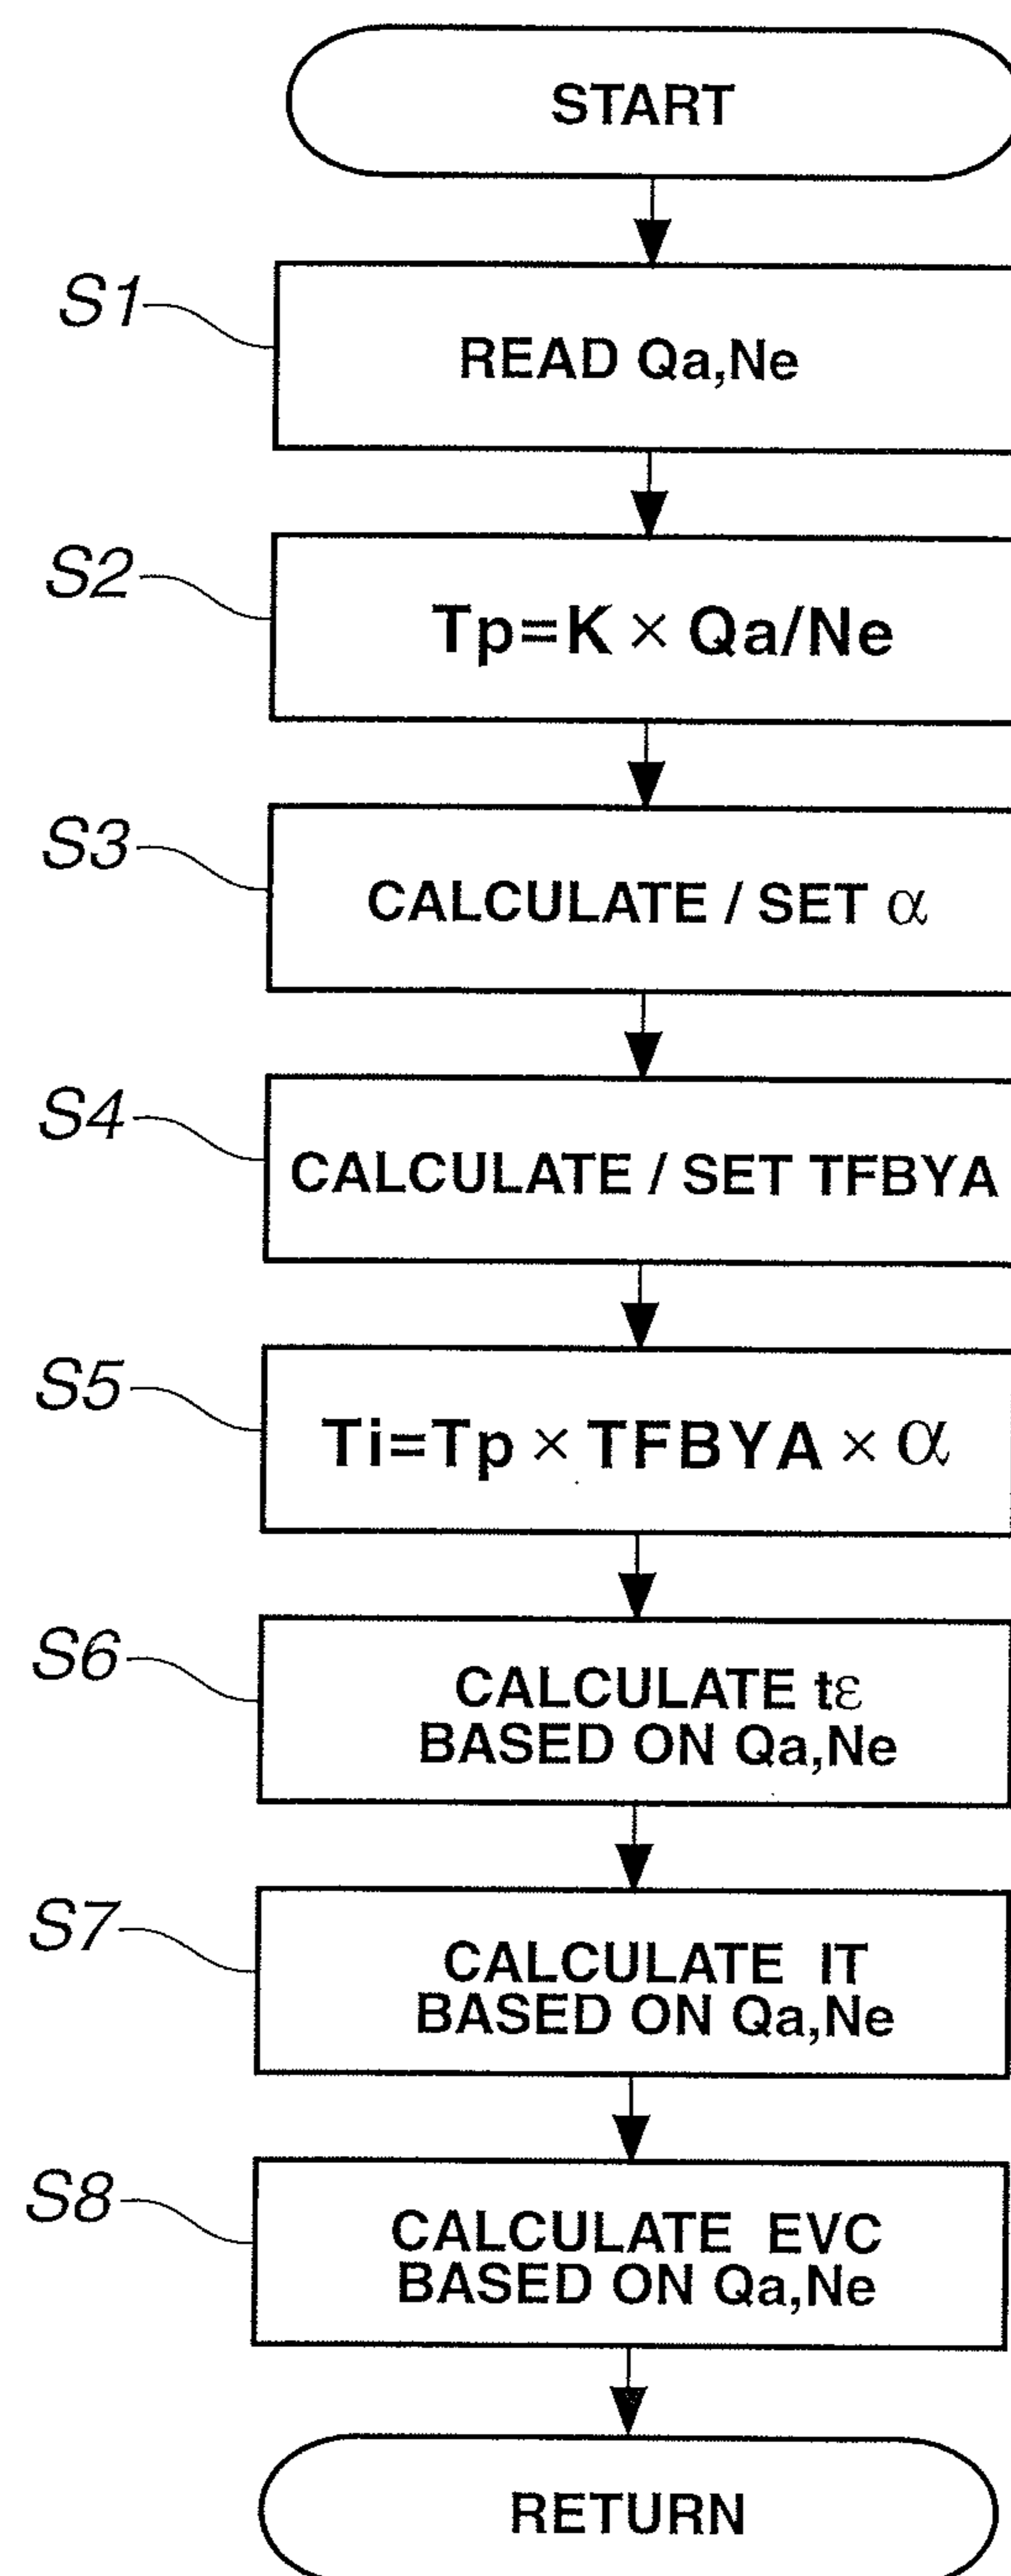 START
S1
READ Qa,Ne
S2
Tp=K × Qa/Ne
S3
CALCULATE / SET α
S4
CALCULATE / SET TFBYA
S5
Ti=Tp × TFBYA × α
S6
CALCULATE tε
BASED ON Qa,Ne
S7
CALCULATE IT
BASED ON Qa,Ne
S8
CALCULATE EVC
BASED ON Qa,Ne
RETURN